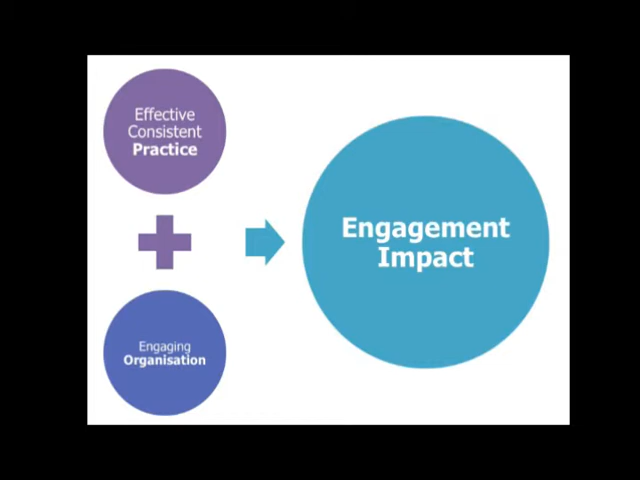 Effective
Consistent
Practice
Engaging
Organisation
Engagement
Impact